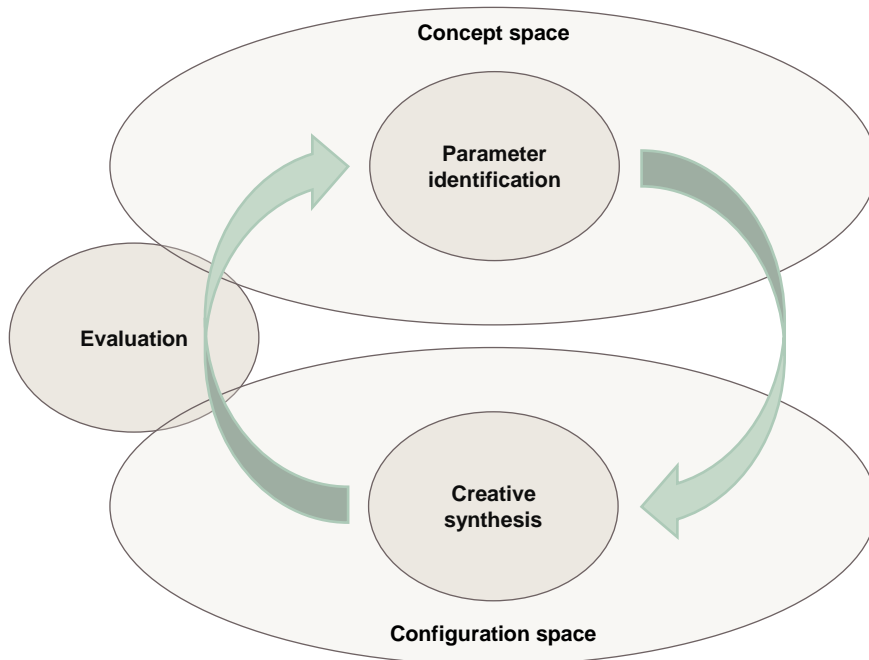 Concept space
Parameter
identification
Evaluation
Creative
synthesis
Configuration space